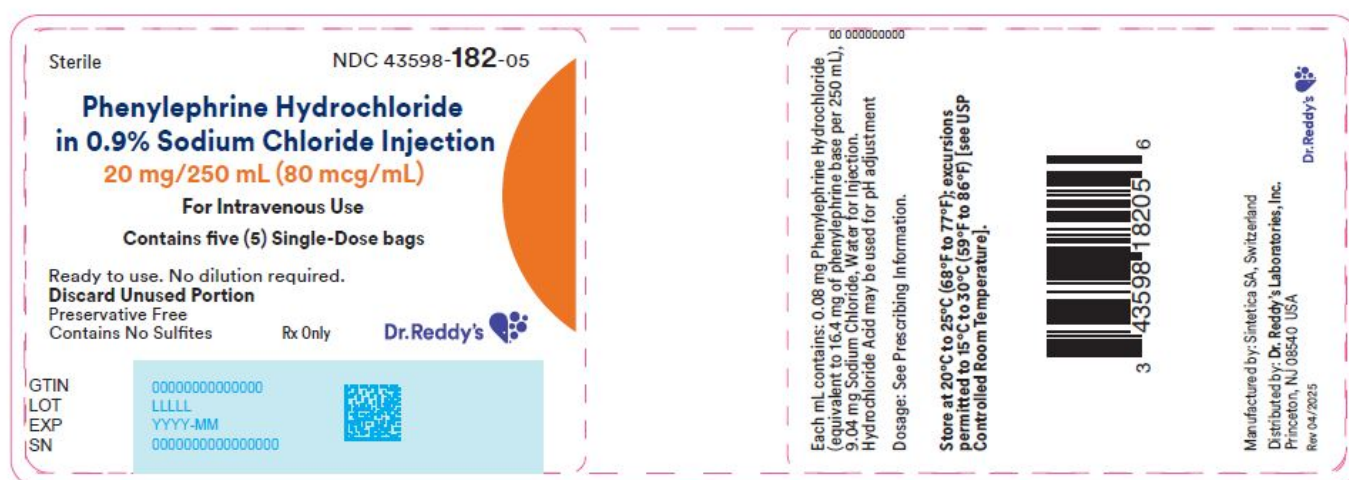 Sterile
NDC 43598-182-05
Phenylephrine Hydrochloride
in 0.9% Sodium Chloride Injection
20 mg/250 mL (80 mcg/mL)
For Intravenous Use
Contains five (5) Single-Dose bags
Ready to use. No dilution required.
Discard Unused Portion
Preservative Free
Contains No Sulfites
Rx Only
Dr.Reddy's
GTIN 00000000000000
LOT LLLLL
EXP YYYY-MM
SN 0000000000000000
00 000000000
Each mL contains: 0.08 mg Phenylephrine Hydrochloride
(equivalent to 16.4 mg of phenylephrine base per 250 mL),
9.04 mg Sodium Chloride, Water for Injection.
Hydrochloride Acid may be used for pH adjustment
Dosage: See Prescribing Information.
Store at 20°C to 25°C (68°F to 77°F); excursions
permitted to 15°C to 30°C (59°F to 86°F) [see USP
Controlled Room Temperature].
3 43598 18205 6
Manufactured by: Sintetica SA, Switzerland
Distributed by: Dr. Reddy's Laboratories, Inc.
Princeton, NJ 08540 USA
Rev 04/2025
Dr.Reddy's